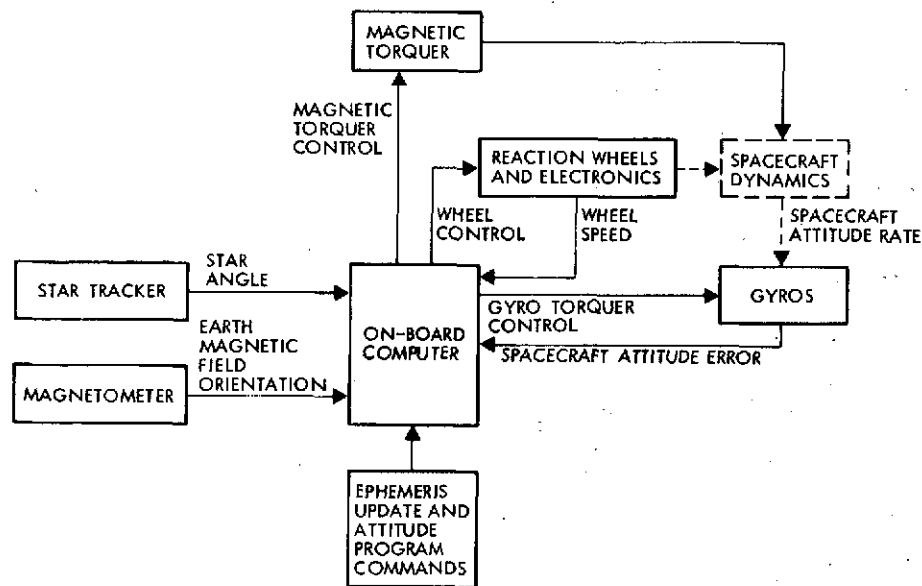 MAGNETIC
TORQUER
MAGNETIC
TORQUER
CONTROL
REACTION WHEELS
AND ELECTRONICS
SPACECRAFT
DYNAMICS
WHEEL
CONTROL
WHEEL
SPEED
SPACECRAFT
ATTITUDE RATE
STAR TRACKER
STAR
ANGLE
ON-BOARD
COMPUTER
GYRO TORQUER
CONTROL
GYROS
SPACECRAFT ATTITUDE ERROR
MAGNETOMETER
EARTH
MAGNETIC
FIELD
ORIENTATION
EPHEMERIS
UPDATE AND
ATTITUDE
PROGRAM
COMMANDS